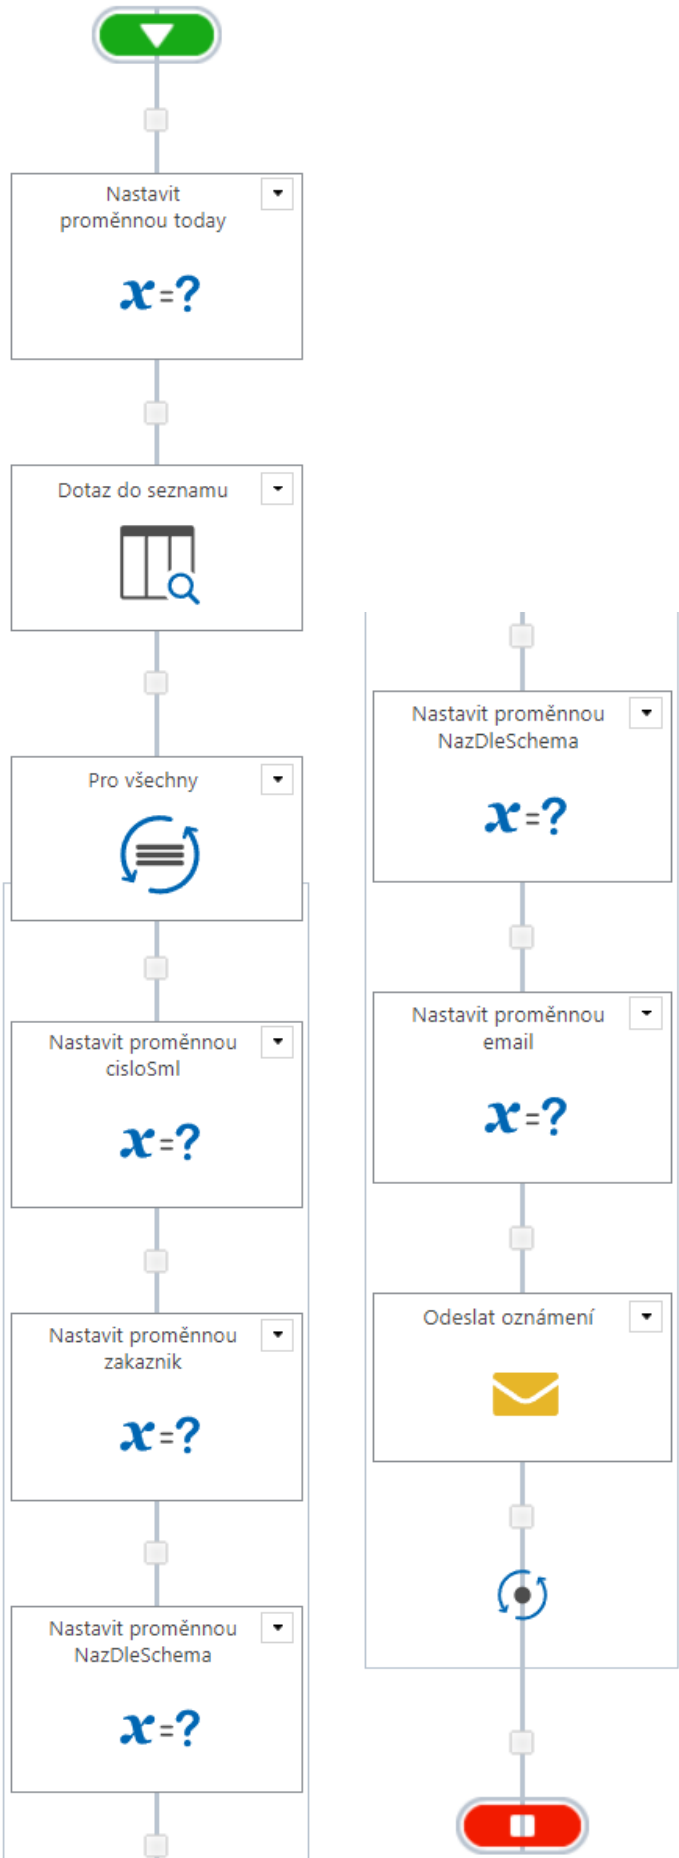 Nastavit
proměnnou today
x=?
Dotaz do seznamu
Pro všechny
Nastavit proměnnou
cisloSml
x=?
Nastavit proměnnou
zakaznik
x=?
Nastavit proměnnou
NazDleSchema
x=?
Nastavit proměnnou
NazDleSchema
x=?
Nastavit proměnnou
email
x=?
Odeslat oznámení